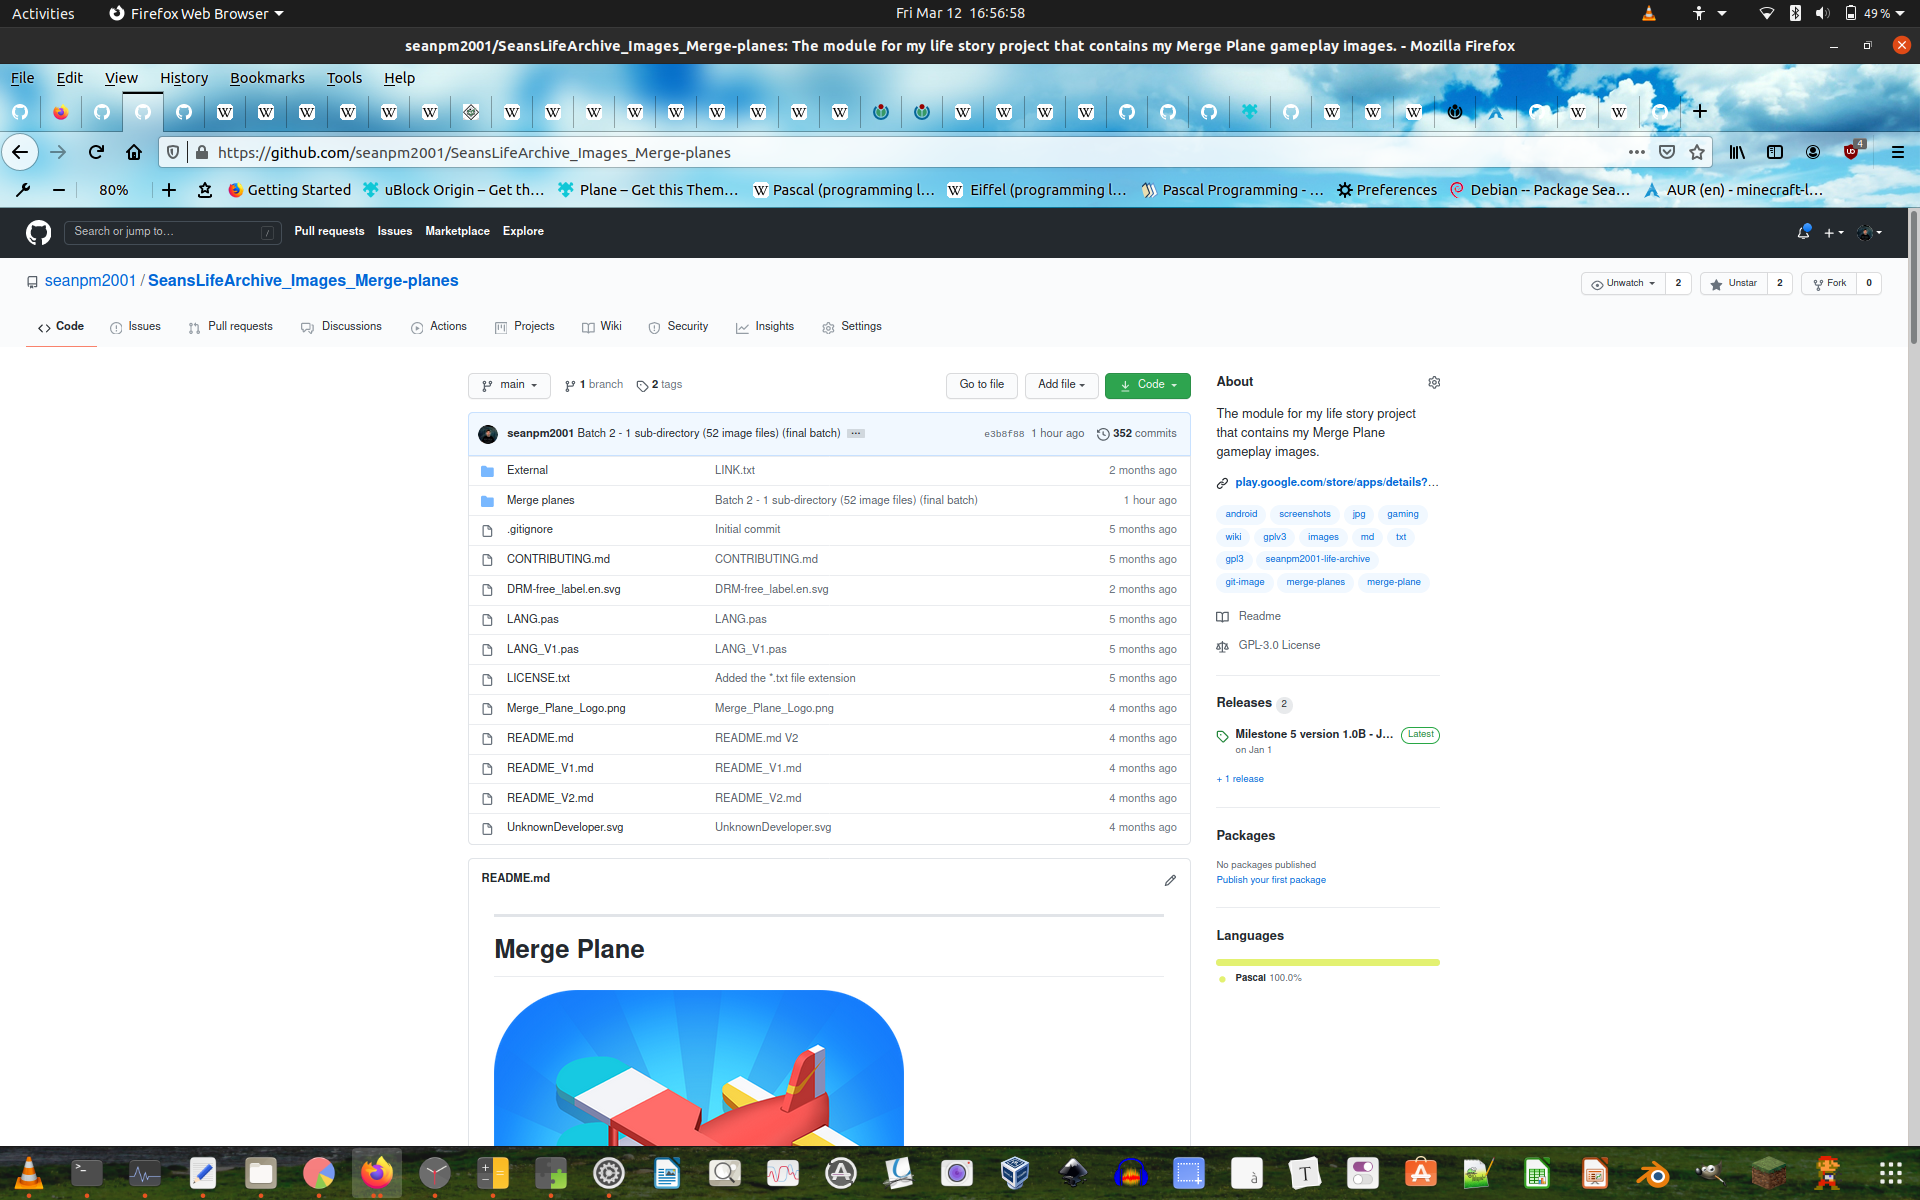 Activities Firefox Web Browser Fri Mar 12 16:56:58 49 %
seanpm2001/SeansLifeArchive_Images_Merge-planes: The module for my life story project that contains my Merge Plane gameplay images. - Mozilla Firefox
File Edit View History Bookmarks Tools Help
https://github.com/seanpm2001/SeansLifeArchive_Images_Merge-planes 4
80% Getting Started uBlock Origin – Get th… Plane – Get this Them… Pascal (programming l… Eiffel (programming l… Pascal Programming - … Preferences Debian -- Package Sea… AUR (en) - minecraft-l…
Search or jump to… / Pull requests Issues Marketplace Explore
seanpm2001 / SeansLifeArchive_Images_Merge-planes Unwatch 2 Unstar 2 Fork 0
Code Issues Pull requests Discussions Actions Projects Wiki Security Insights Settings
main 1 branch 2 tags Go to file Add file Code
seanpm2001 Batch 2 - 1 sub-directory (52 image files) (final batch) … e3b8f88 1 hour ago 352 commits
External LINK.txt 2 months ago
Merge planes Batch 2 - 1 sub-directory (52 image files) (final batch) 1 hour ago
.gitignore Initial commit 5 months ago
CONTRIBUTING.md CONTRIBUTING.md 5 months ago
DRM-free_label.en.svg DRM-free_label.en.svg 2 months ago
LANG.pas LANG.pas 5 months ago
LANG_V1.pas LANG_V1.pas 5 months ago
LICENSE.txt Added the *.txt file extension 5 months ago
Merge_Plane_Logo.png Merge_Plane_Logo.png 4 months ago
README.md README.md V2 4 months ago
README_V1.md README_V1.md 4 months ago
README_V2.md README_V2.md 4 months ago
UnknownDeveloper.svg UnknownDeveloper.svg 4 months ago
README.md
Merge Plane
About
The module for my life story project
that contains my Merge Plane
gameplay images.
play.google.com/store/apps/details?…
android screenshots jpg gaming
wiki gplv3 images md txt
gpl3 seanpm2001-life-archive
git-image merge-planes merge-plane
Readme
GPL-3.0 License
Releases 2
Milestone 5 version 1.0B - J… Latest
on Jan 1
+ 1 release
Packages
No packages published
Publish your first package
Languages
Pascal 100.0%